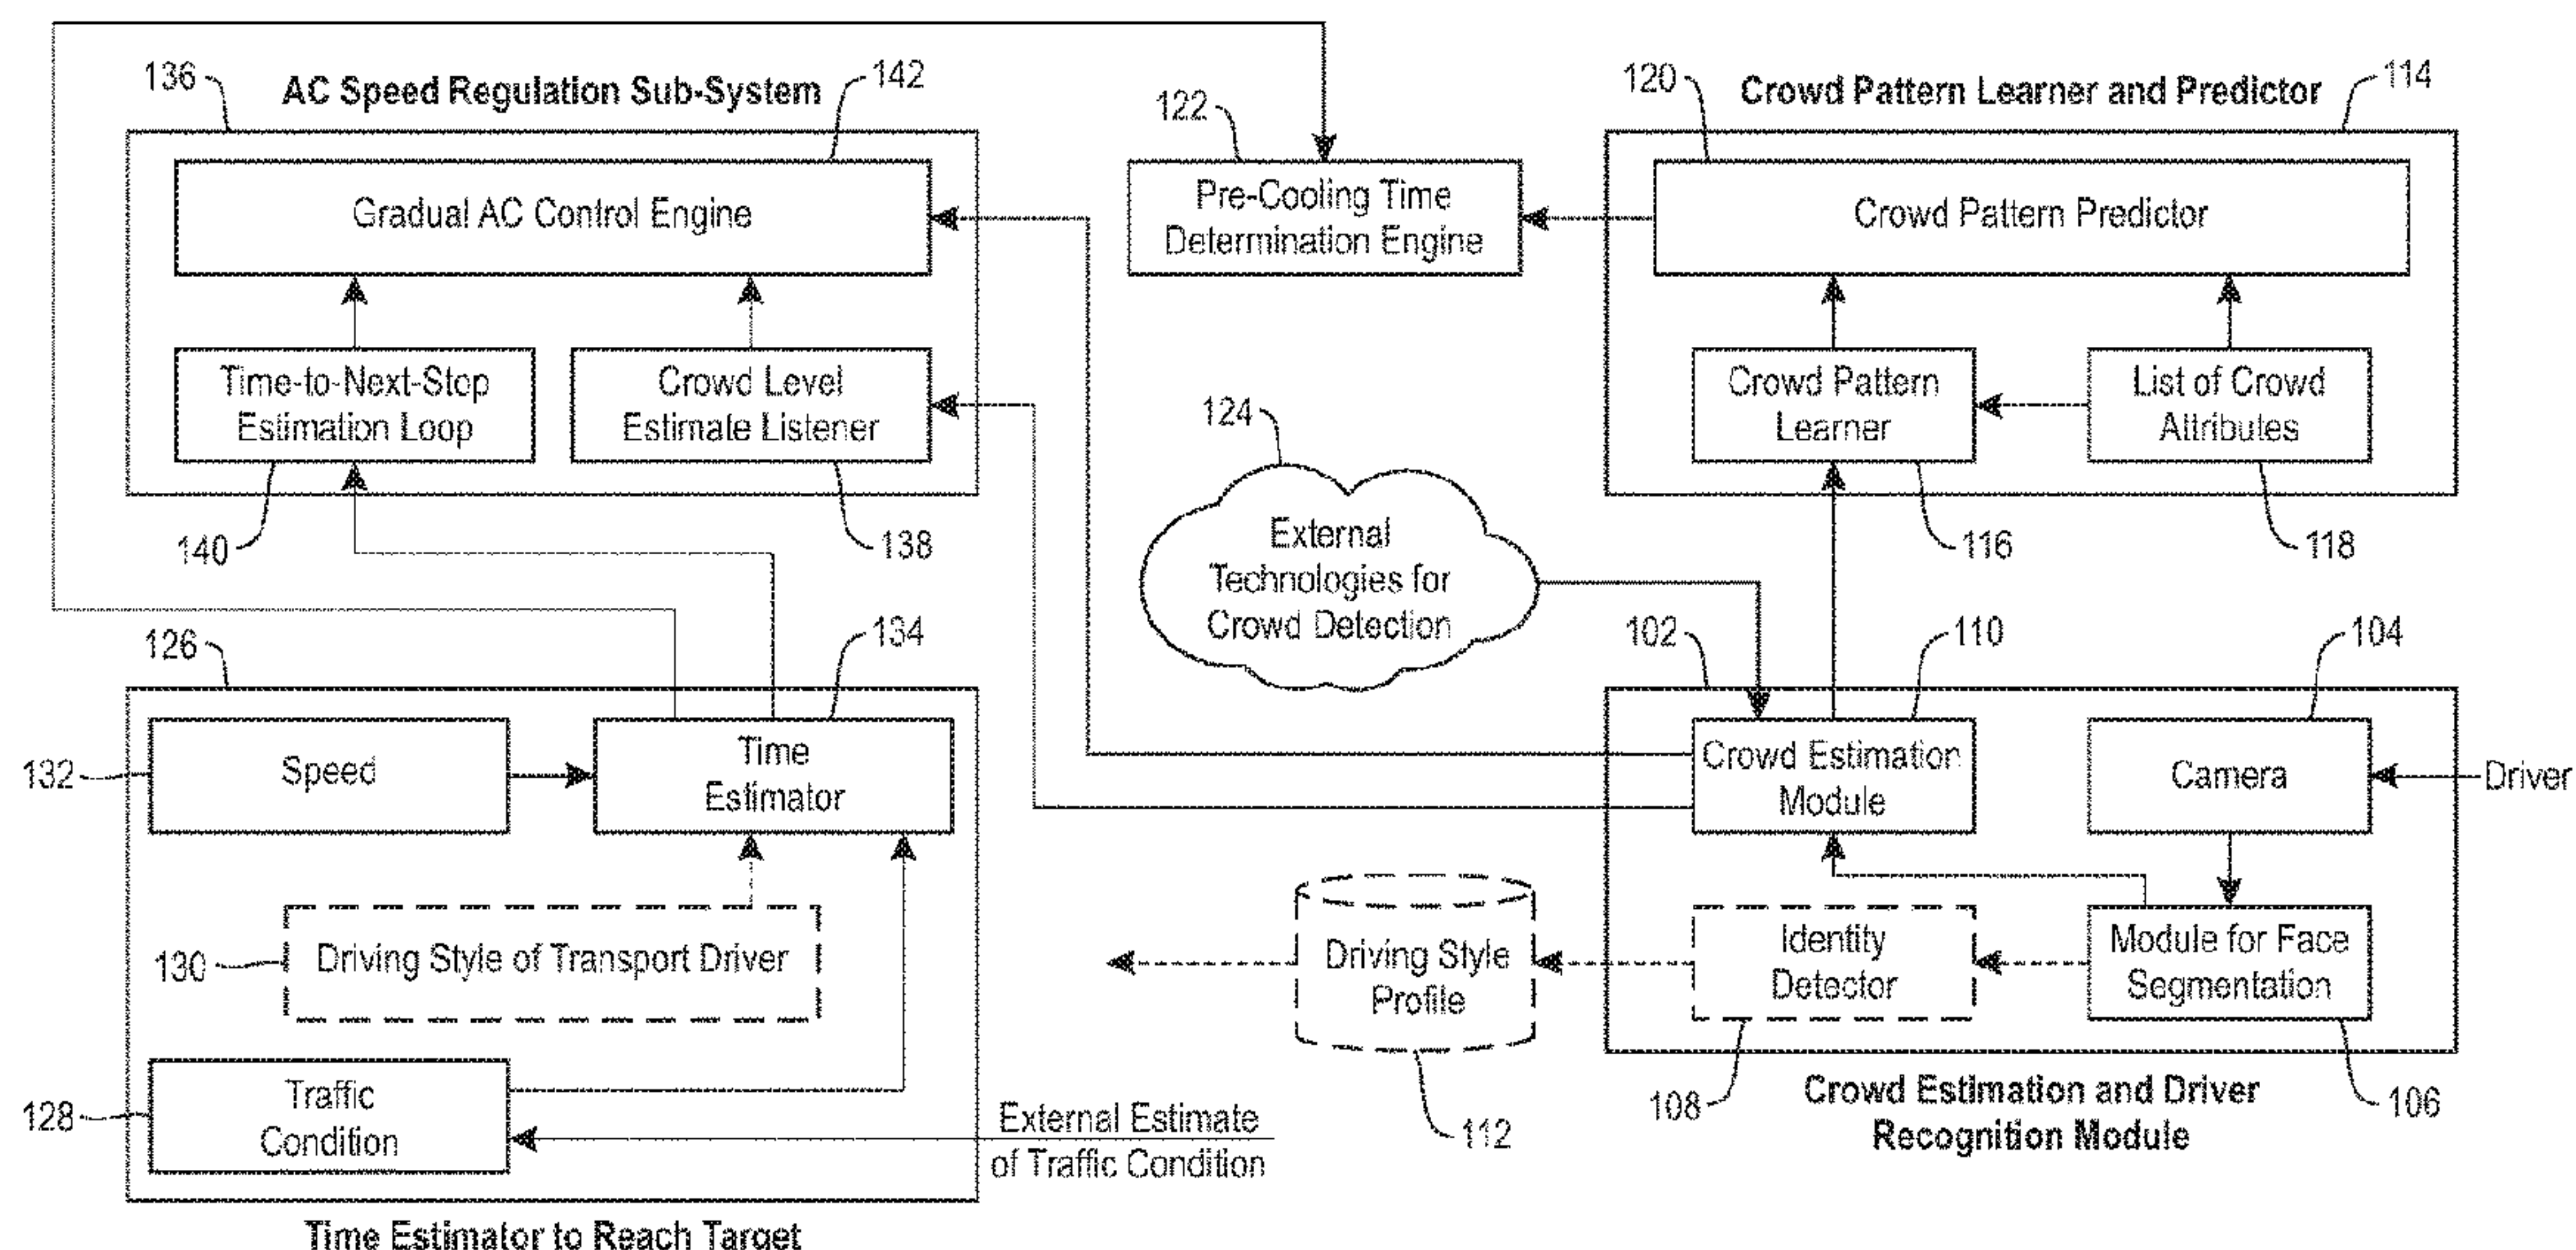 136
AC Speed Regulation Sub-System
142
Gradual AC Control Engine
Time-to-Next-Stop
Estimation Loop
Crowd Level
Estimate Listener
140
138
122
Pre-Cooling Time
Determination Engine
120
Crowd Pattern Learner and Predictor
114
Crowd Pattern Predictor
Crowd Pattern
Learner
List of Crowd
Attributes
116
118
124
External
Technologies for
Crowd Detection
126
134
Speed
Time
Estimator
132
Driving Style of Transport Driver
130
Traffic
Condition
128
External Estimate
of Traffic Condition
Time Estimator to Reach Target
102
110
104
Crowd Estimation
Module
Camera
Driver
Identity
Detector
Module for Face
Segmentation
Driving Style
Profile
112
108
Crowd Estimation and Driver
Recognition Module
106